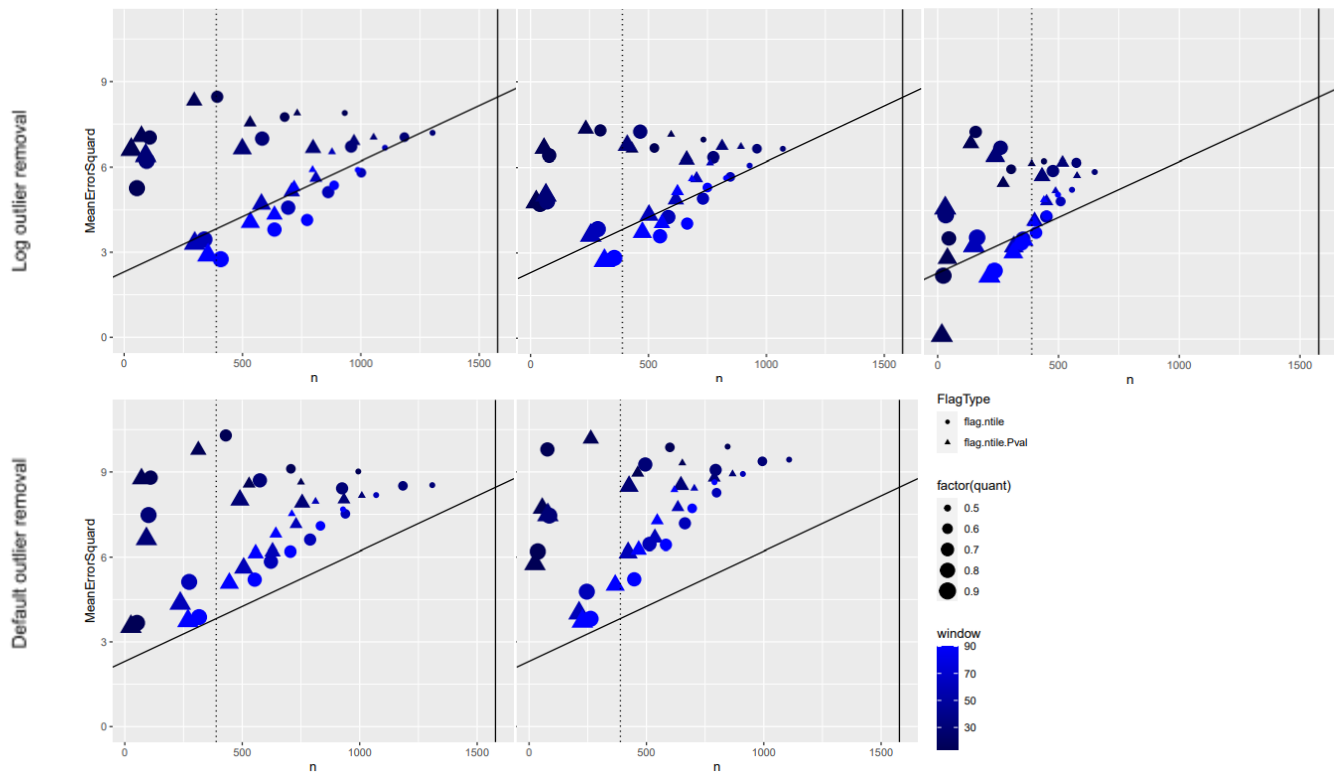 Log outlier removal
MeanErrorSquard
9
6
3
0
0 500 1000 1500
n
0 500 1000 1500
n
0 500 1000 1500
n
Default outlier removal
MeanErrorSquard
9
6
3
0
0 500 1000 1500
n
0 500 1000 1500
n
FlagType
flag.ntile
flag.ntile.Pval
factor(quant)
0.5
0.6
0.7
0.8
0.9
window
90
70
50
30